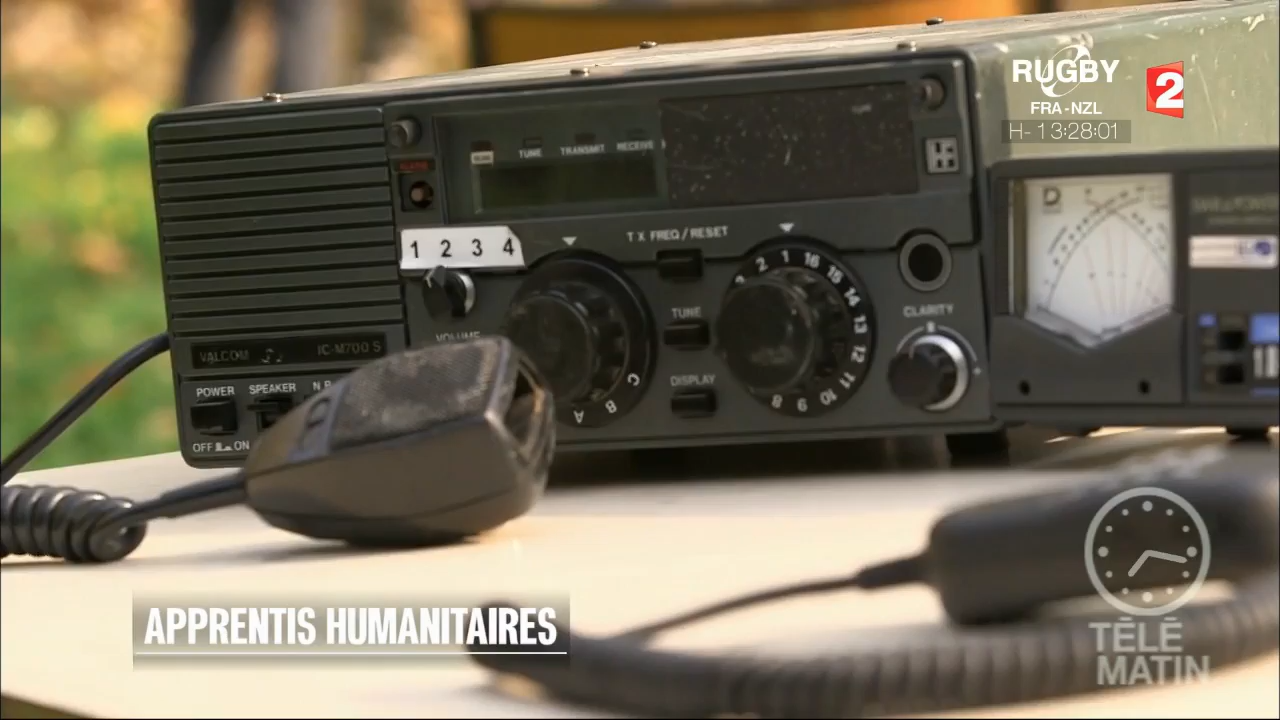 RUGBY
FRA - NZL
H- 13:28:01
2
TUNE
TRANSMIT
RECEIVE
1 2 3 4
TX FREQ/RESET
2 1 16 15 14 13 12 11 10 9 8
TUNE
CLARITY
VOLUME
VALCOM
IC-M700 S
DISPLAY
POWER
SPEAKER
C B A
OFF
ON
D
APPRENTIS HUMANITAIRES
TÉLÉ
MATIN